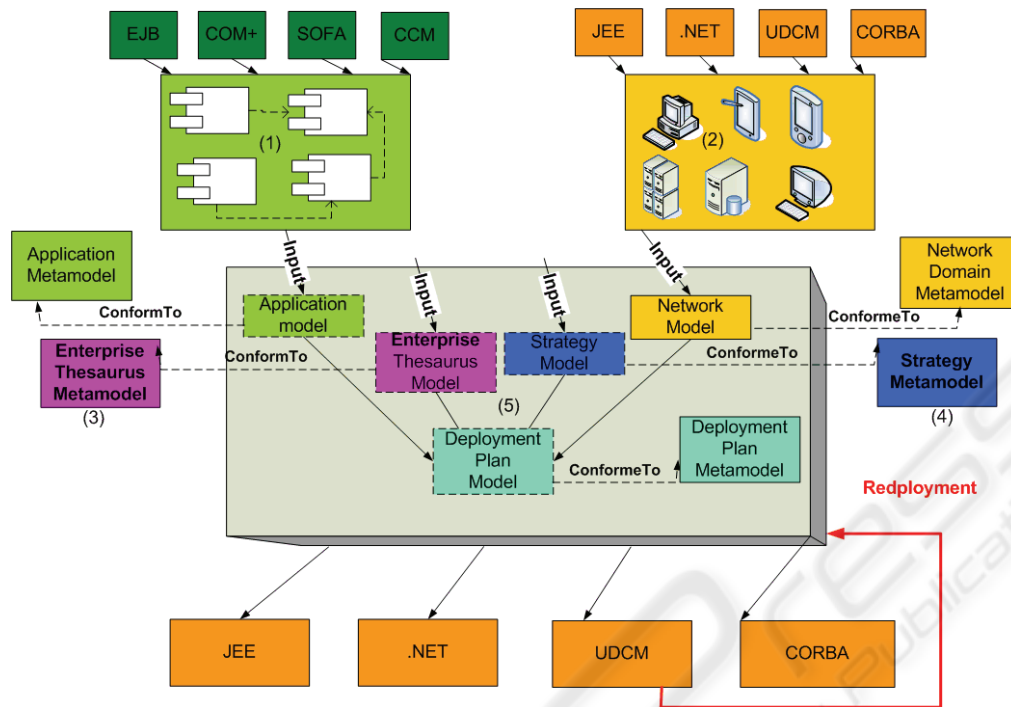 EJB
COM+
SOFA
CCM
JEE
.NET
UDCM
CORBA
(1)
(2)
Input
Input
Input
Input
Application
Metamodel
ConformTo
Application
model
Enterprise
Thesaurus
Metamodel
(3)
ConformTo
Enterprise
Thesaurus
Model
Strategy
Model
Network
Model
ConformeTo
Network
Domain
Metamodel
ConformeTo
Strategy
Metamodel
(4)
(5)
Deployment
Plan
Model
ConformeTo
Deployment
Plan
Metamodel
Redployment
JEE
.NET
UDCM
CORBA